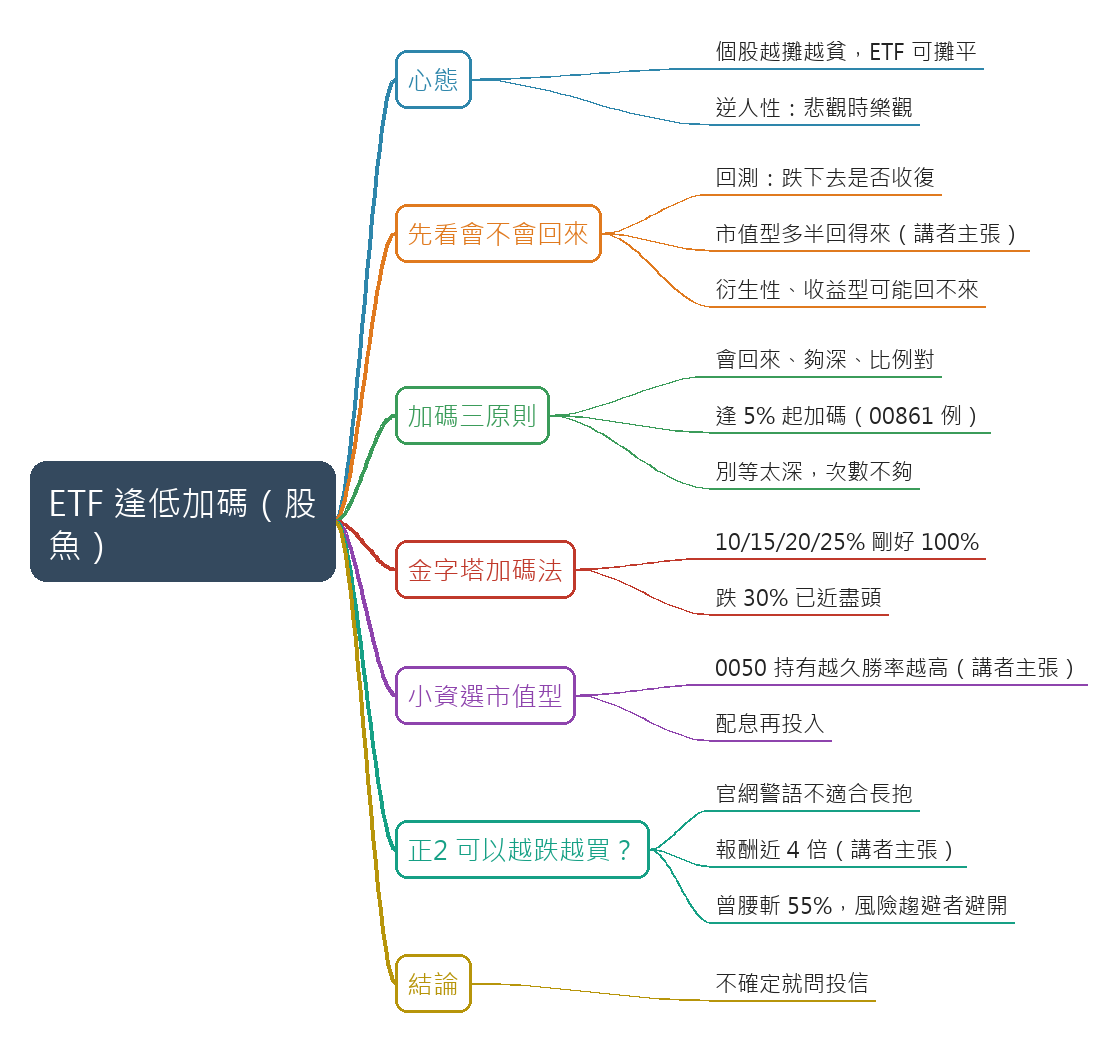 ETF 逢低加碼（股
魚）
心態
個股越攤越貧，ETF 可攤平
逆人性：悲觀時樂觀
先看會不會回來
回測：跌下去是否收復
市值型多半回得來（講者主張）
衍生性、收益型可能回不來
加碼三原則
會回來、夠深、比例對
逢 5% 起加碼（00861 例）
別等太深，次數不夠
金字塔加碼法
10/15/20/25% 剛好 100%
跌 30% 已近盡頭
小資選市值型
0050 持有越久勝率越高（講者主張）
配息再投入
正2 可以越跌越買？
官網警語不適合長抱
報酬近 4 倍（講者主張）
曾腰斬 55%，風險趨避者避開
結論
不確定就問投信